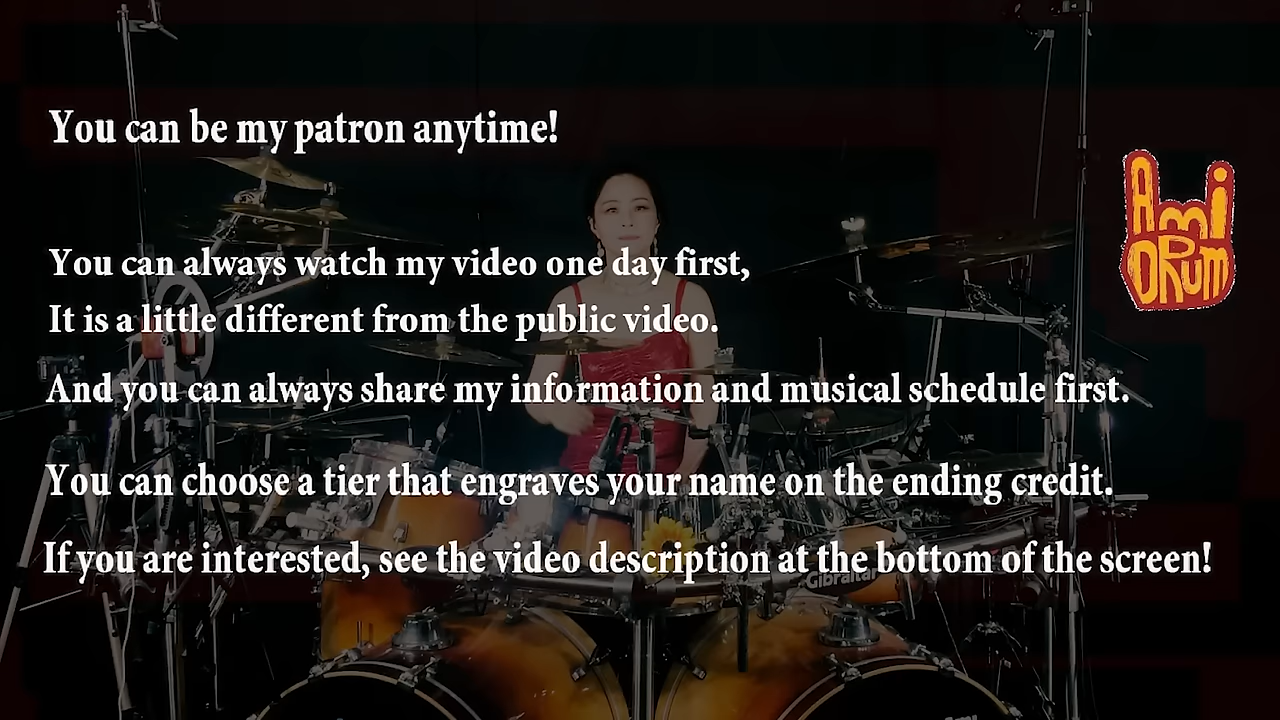 You can be my patron anytime!
Ami
DRum
You can always watch my video one day first,
It is a little different from the public video.
And you can always share my information and musical schedule first.
You can choose a tier that engraves your name on the ending credit.
If you are interested, see the video description at the bottom of the screen!
Gibraltar